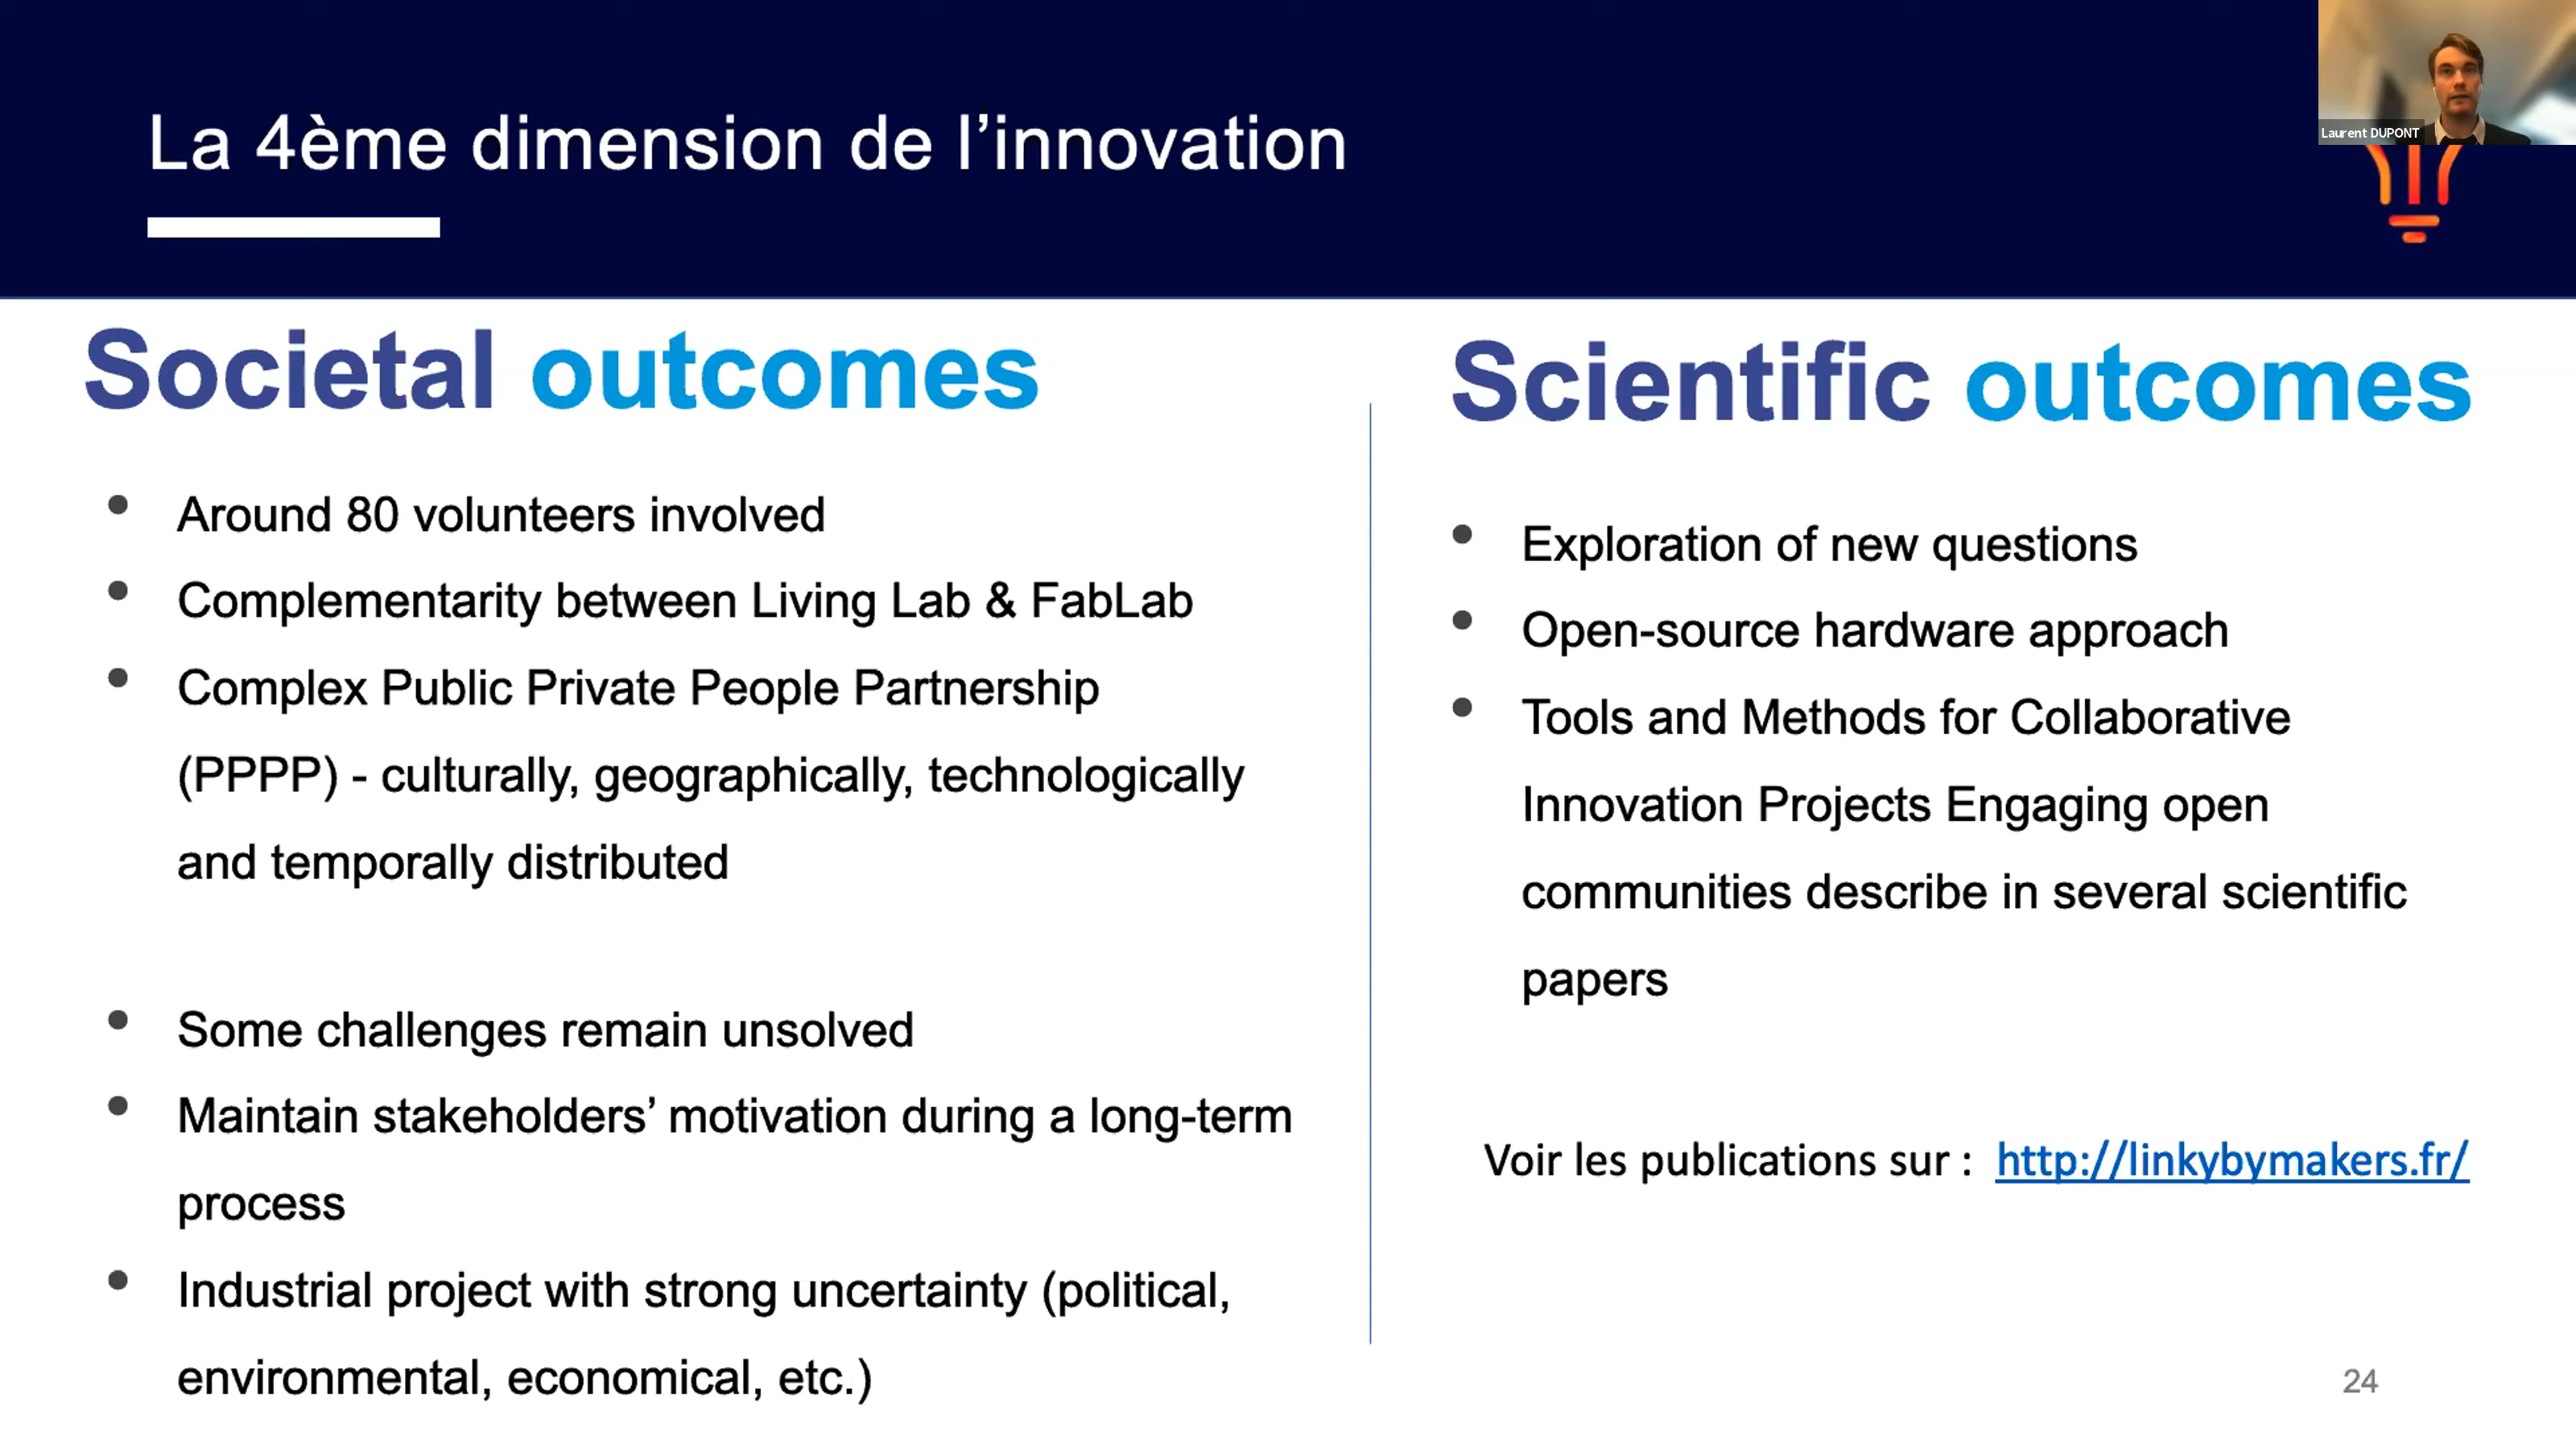 La 4ème dimension de l’innovation
Laurent DUPONT
Societal outcomes
Around 80 volunteers involved
Complementarity between Living Lab & FabLab
Complex Public Private People Partnership
(PPPP) - culturally, geographically, technologically
and temporally distributed
Some challenges remain unsolved
Maintain stakeholders’ motivation during a long-term
process
Industrial project with strong uncertainty (political,
environmental, economical, etc.)
Scientific outcomes
Exploration of new questions
Open-source hardware approach
Tools and Methods for Collaborative
Innovation Projects Engaging open
communities describe in several scientific
papers
Voir les publications sur : http://linkybymakers.fr/
24